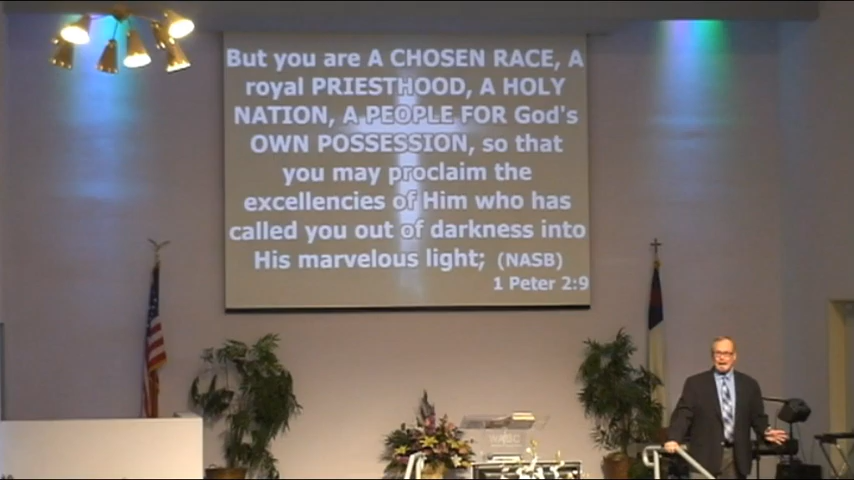 But you are A CHOSEN RACE, A
royal PRIESTHOOD, A HOLY
NATION, A PEOPLE FOR God's
OWN POSSESSION, so that
you may proclaim the
excellencies of Him who has
called you out of darkness into
His marvelous light; (NASB)
1 Peter 2:9